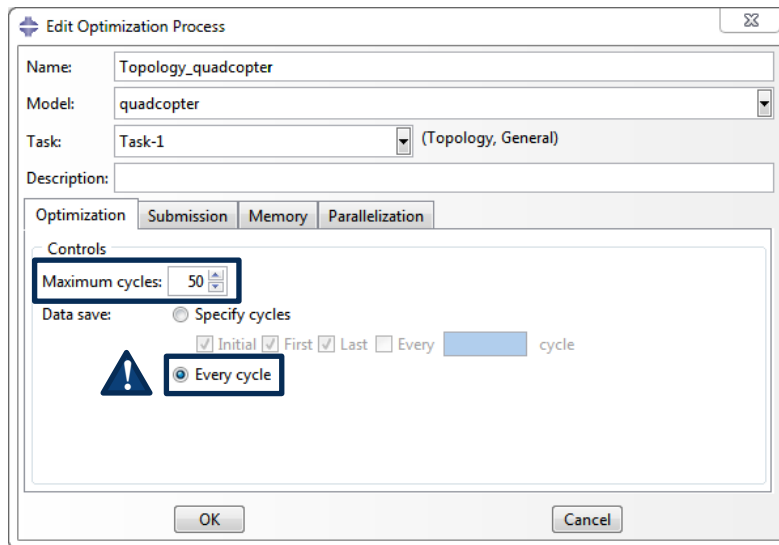 Edit Optimization Process
Name: Topology_quadcopter
Model: quadcopter
Task: Task-1 (Topology, General)
Description:
Optimization Submission Memory Parallelization
Controls
Maximum cycles: 50
Data save: Specify cycles
Initial First Last Every cycle
! Every cycle
OK Cancel